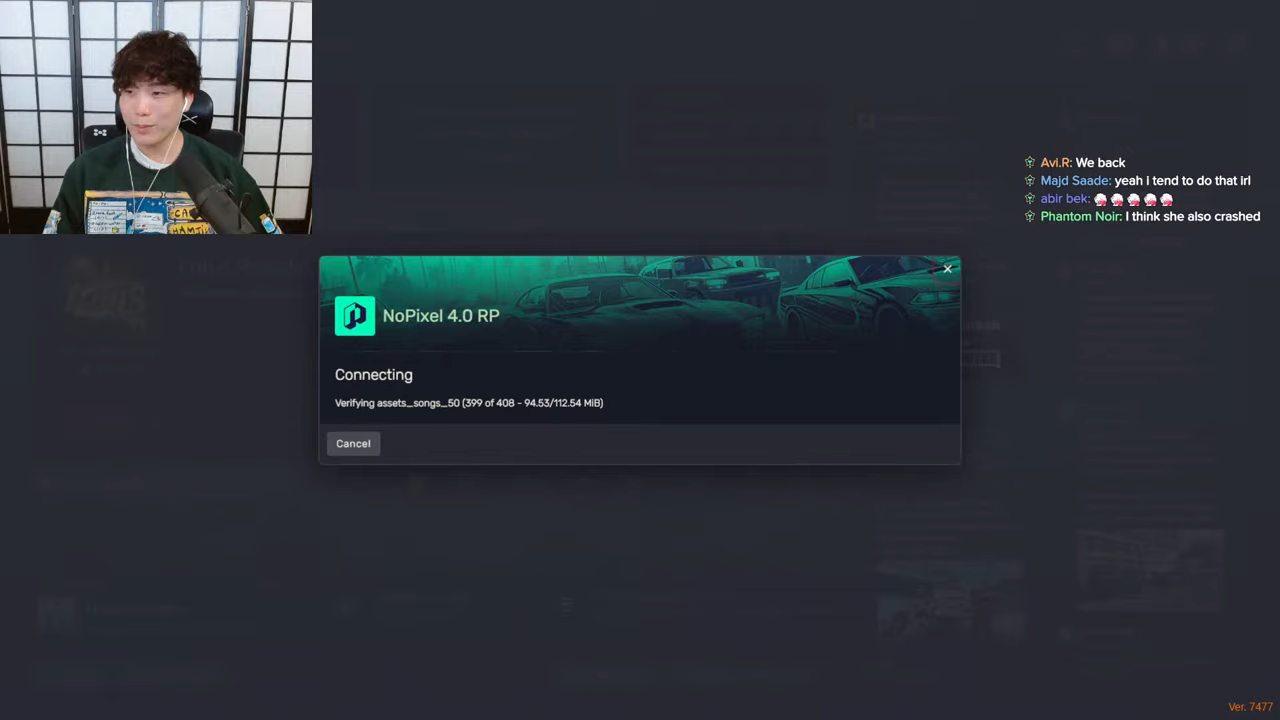 Avi.R: We back
Majd Saade: yeah i tend to do that irl
abir bek:
Phantom Noir: I think she also crashed
NoPixel 4.0 RP
Connecting
Verifying assets_songs_50 (399 of 408 - 94.53/112.54 MiB)
Cancel
Ver. 7477